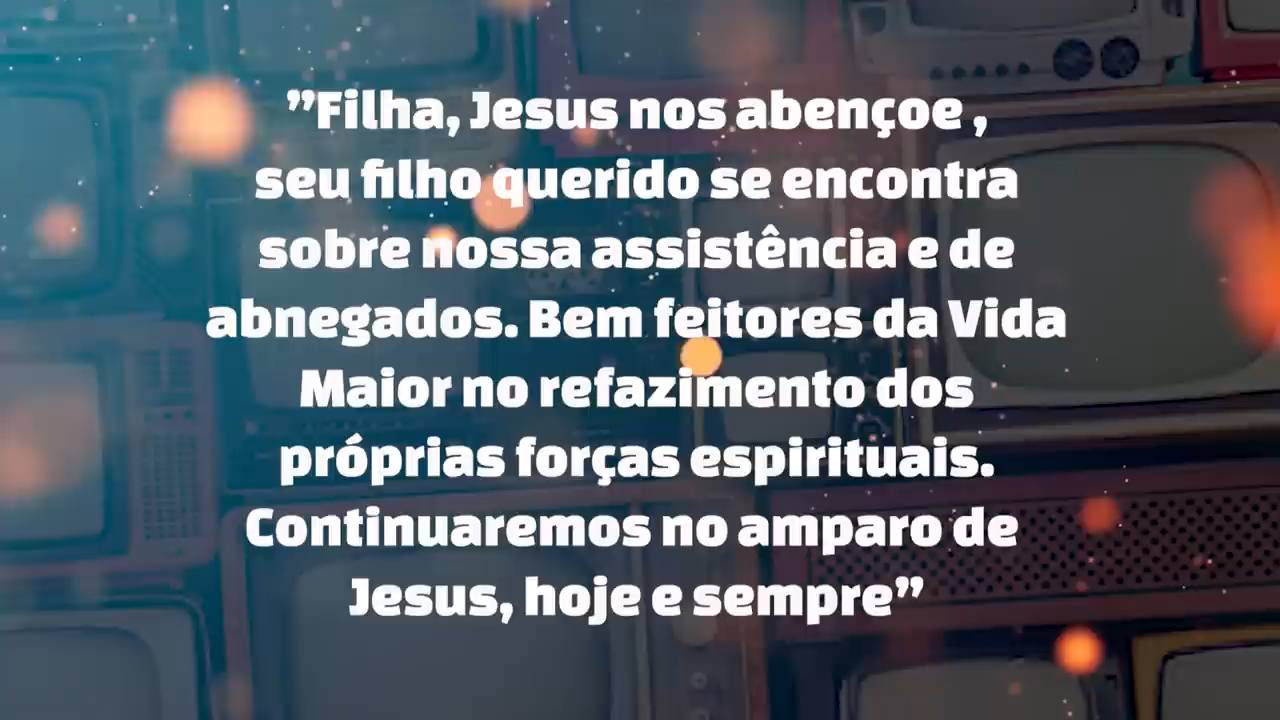 ”Filha, Jesus nos abençoe ,
seu filho querido se encontra
sobre nossa assistência e de
abnegados. Bem feitores da Vida
Maior no refazimento dos
próprias forças espirituais.
Continuaremos no amparo de
Jesus, hoje e sempre”